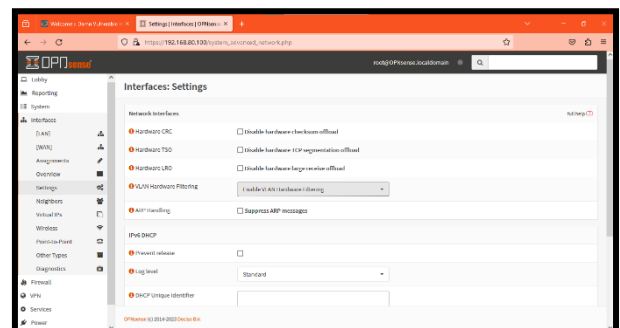 Welcome :: Damn Vulnerable
Settings | Interfaces | OPNsen
https://192.168.80.100/system_advanced_network.php
OPNsense
root@OPNsense.localdomain
Lobby
Reporting
System
Interfaces
[LAN]
[WAN]
Assignments
Overview
Settings
Neighbors
Virtual IPs
Wireless
Point-to-Point
Other Types
Diagnostics
Firewall
VPN
Services
Power
Interfaces: Settings
Network Interfaces
full help
Hardware CRC
Disable hardware checksum offload
Hardware TSO
Disable hardware TCP segmentation offload
Hardware LRO
Disable hardware large receive offload
VLAN Hardware Filtering
Enable VLAN Hardware Filtering
ARP Handling
Suppress ARP messages
IPv6 DHCP
Prevent release
Log level
Standard
DHCP Unique Identifier
OPNsense (c) 2014-2023 Deciso B.V.